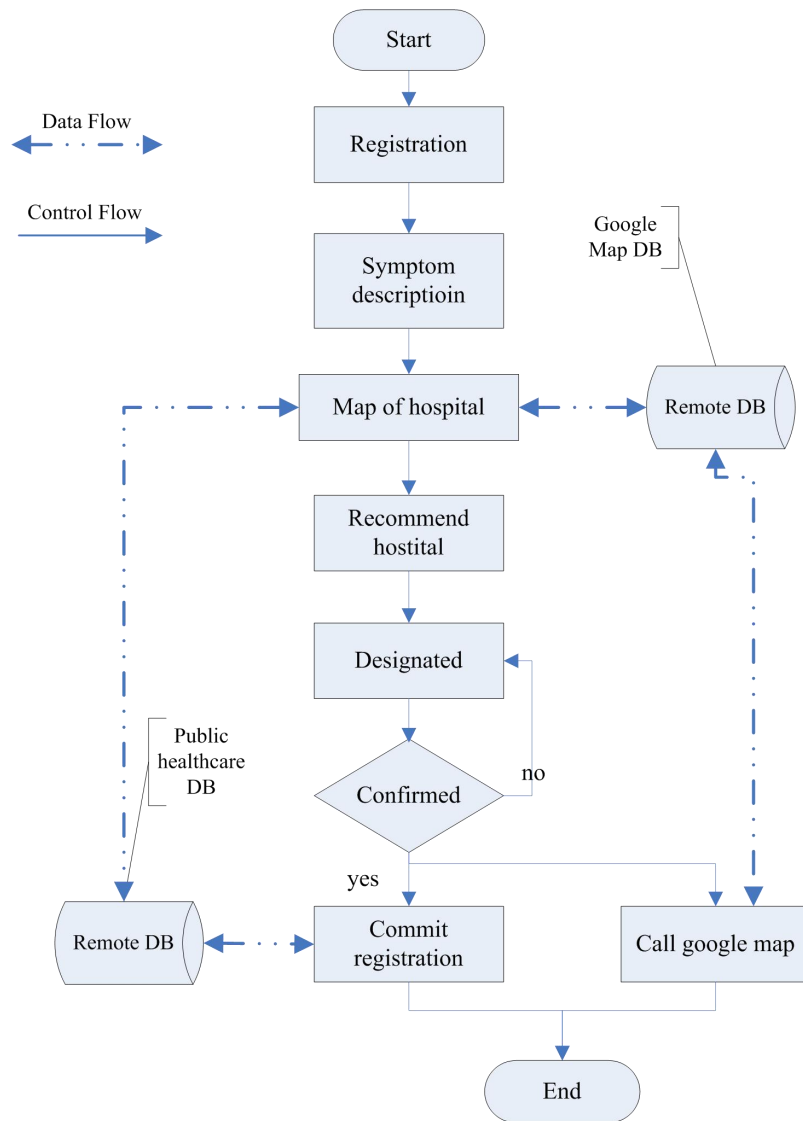 Start
Data Flow
Registration
Control Flow
Google
Map DB
Symptom
descriptioin
Map of hospital
Remote DB
Recommend
hostital
Designated
Public
healthcare
DB
no
Confirmed
yes
Remote DB
Commit
registration
Call google map
End